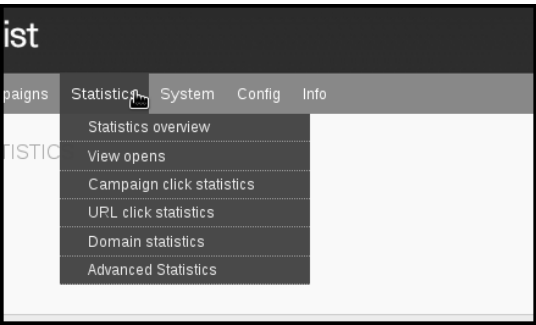 ist
paigns Statistics System Config Info
Statistics overview
TISTIC
View opens
Campaign click statistics
URL click statistics
Domain statistics
Advanced Statistics